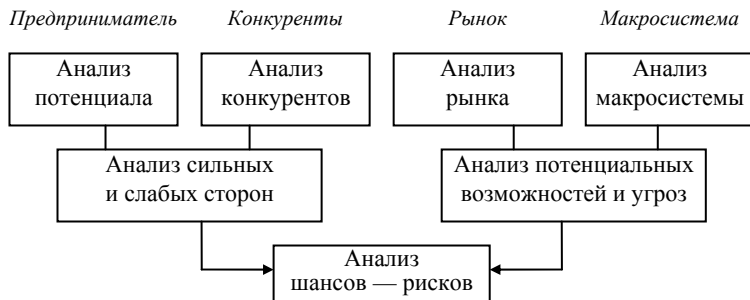 Предприниматель
Конкуренты
Рынок
Макросистема
Анализ
потенциала
Анализ
конкурентов
Анализ
рынка
Анализ
макросистемы
Анализ сильных
и слабых сторон
Анализ потенциальных
возможностей и угроз
Анализ
шансов — рисков